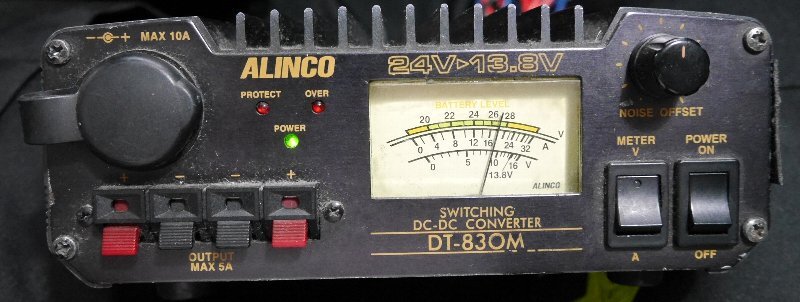 MAX 10A
ALINCO
24V▶13.8V
PROTECT OVER
POWER
BATTERY LEVEL
20 22 24 26 28
V
0 4 8 12 16 24 32 A
0 5 10 16 V
13.8V
ALINCO
NOISE OFFSET
METER
V
A
POWER
ON
OFF
+ − − +
OUTPUT
MAX 5A
SWITCHING
DC-DC CONVERTER
DT-830M